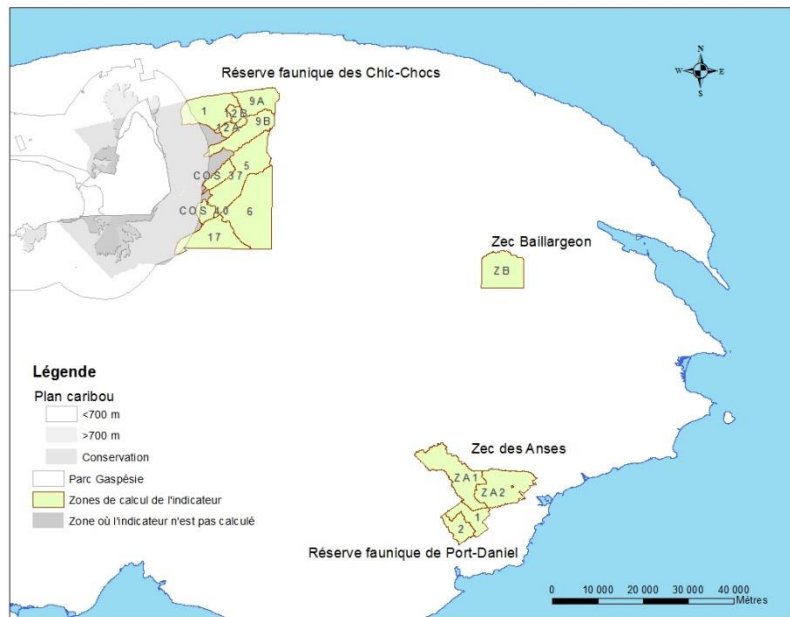 Réserve faunique des Chic-Chocs
N
W E
S
1
9A
12B
12A
9B
5
COS 37
COS 40
6
17
Zec Baillargeon
ZB
Légende
Plan caribou
<700 m
>700 m
Conservation
Parc Gaspésie
Zones de calcul de l'indicateur
Zone où l'indicateur n'est pas calculé
Zec des Anses
ZA1
ZA2
1
2
Réserve faunique de Port-Daniel
0 10 000 20 000 30 000 40 000
Mètres